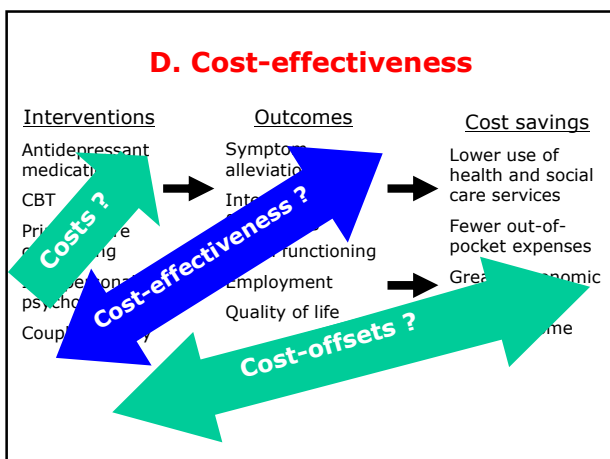 D. Cost-effectiveness
Interventions
Antidepressant
CBT
Outcomes
Symptom
alleviation
functioning
Employment
Quality of life
Cost savings
Lower use of
health and social
care services
Fewer out-of-
pocket expenses
Costs ?
Cost-effectiveness ?
Cost-offsets ?